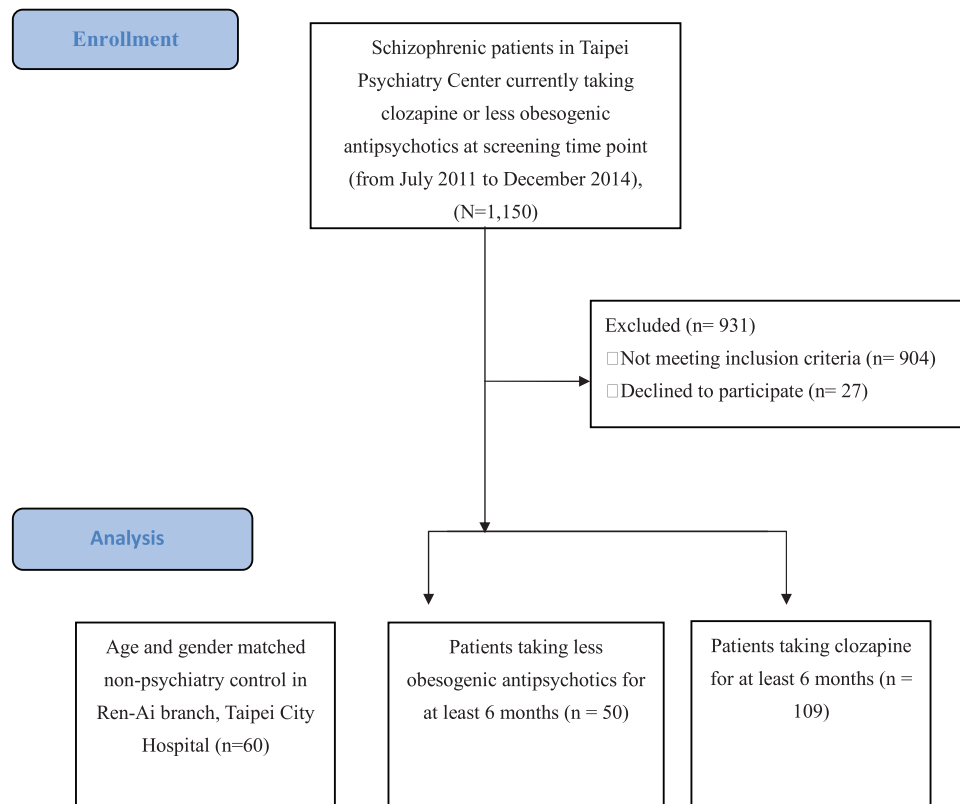 Enrollment
Schizophrenic patients in Taipei
Psychiatry Center currently taking
clozapine or less obesogenic
antipsychotics at screening time point
(from July 2011 to December 2014),
(N=1,150)
Excluded (n= 931)
□Not meeting inclusion criteria (n= 904)
□Declined to participate (n= 27)
Analysis
Age and gender matched
non-psychiatry control in
Ren-Ai branch, Taipei City
Hospital (n=60)
Patients taking less
obesogenic antipsychotics for
at least 6 months (n = 50)
Patients taking clozapine
for at least 6 months (n =
109)